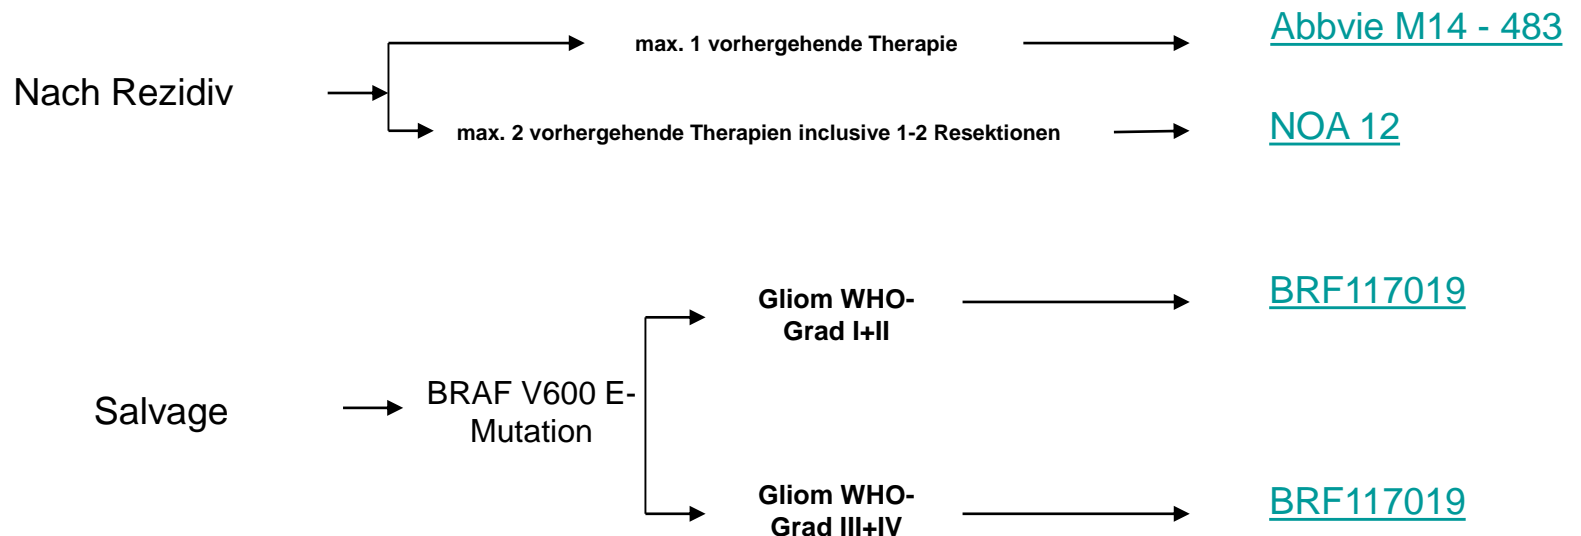 Abbvie M14 - 483
max. 1 vorhergehende Therapie
Nach Rezidiv
max. 2 vorhergehende Therapien inclusive 1-2 Resektionen
NOA 12
Gliom WHO-
Grad I+II
BRF117019
Salvage
BRAF V600 E-
Mutation
Gliom WHO-
Grad III+IV
BRF117019